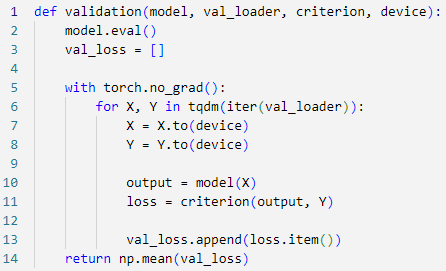 1 def validation(model, val_loader, criterion, device):
2     model.eval()
3     val_loss = []
4
5     with torch.no_grad():
6         for X, Y in tqdm(iter(val_loader)):
7             X = X.to(device)
8             Y = Y.to(device)
9
10             output = model(X)
11             loss = criterion(output, Y)
12
13             val_loss.append(loss.item())
14     return np.mean(val_loss)